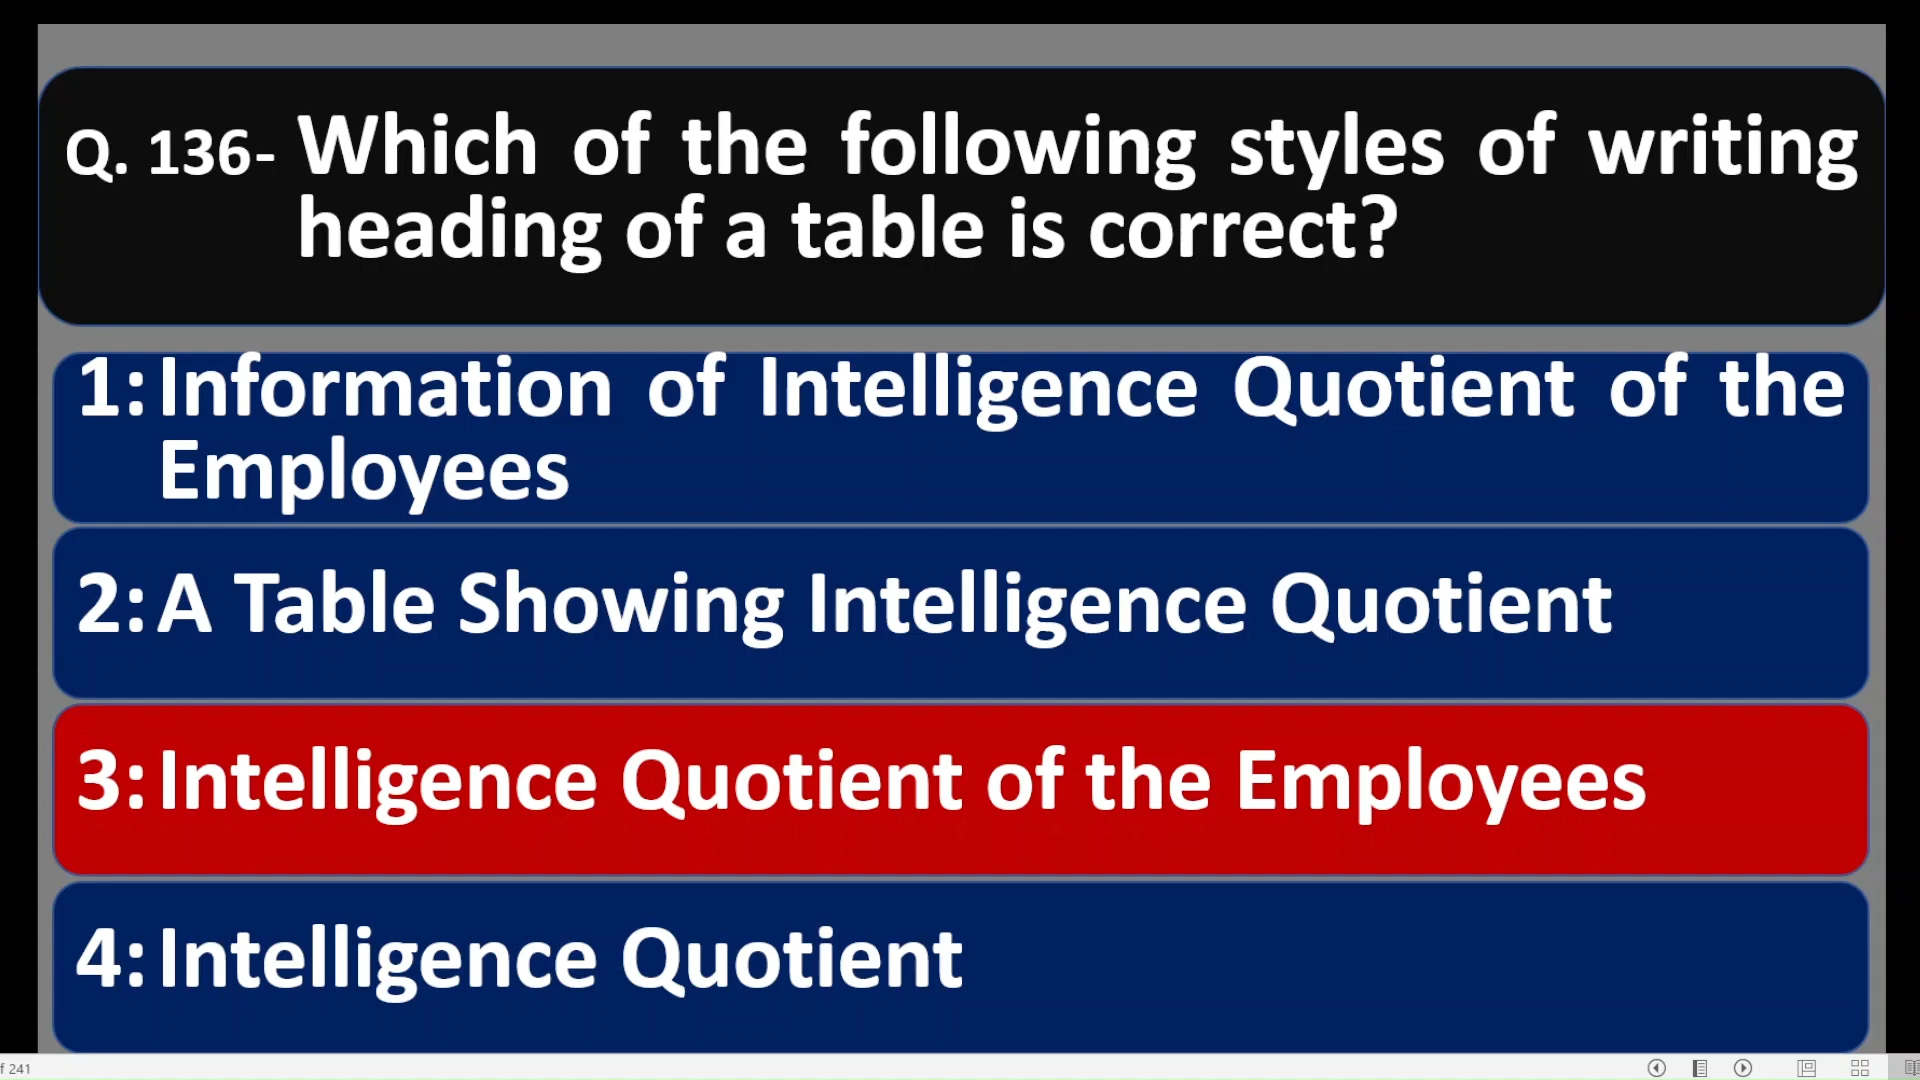 Q. 136- Which of the following styles of writing
heading of a table is correct?
1: Information of Intelligence Quotient of the
Employees
2: A Table Showing Intelligence Quotient
3: Intelligence Quotient of the Employees
4: Intelligence Quotient
f 241